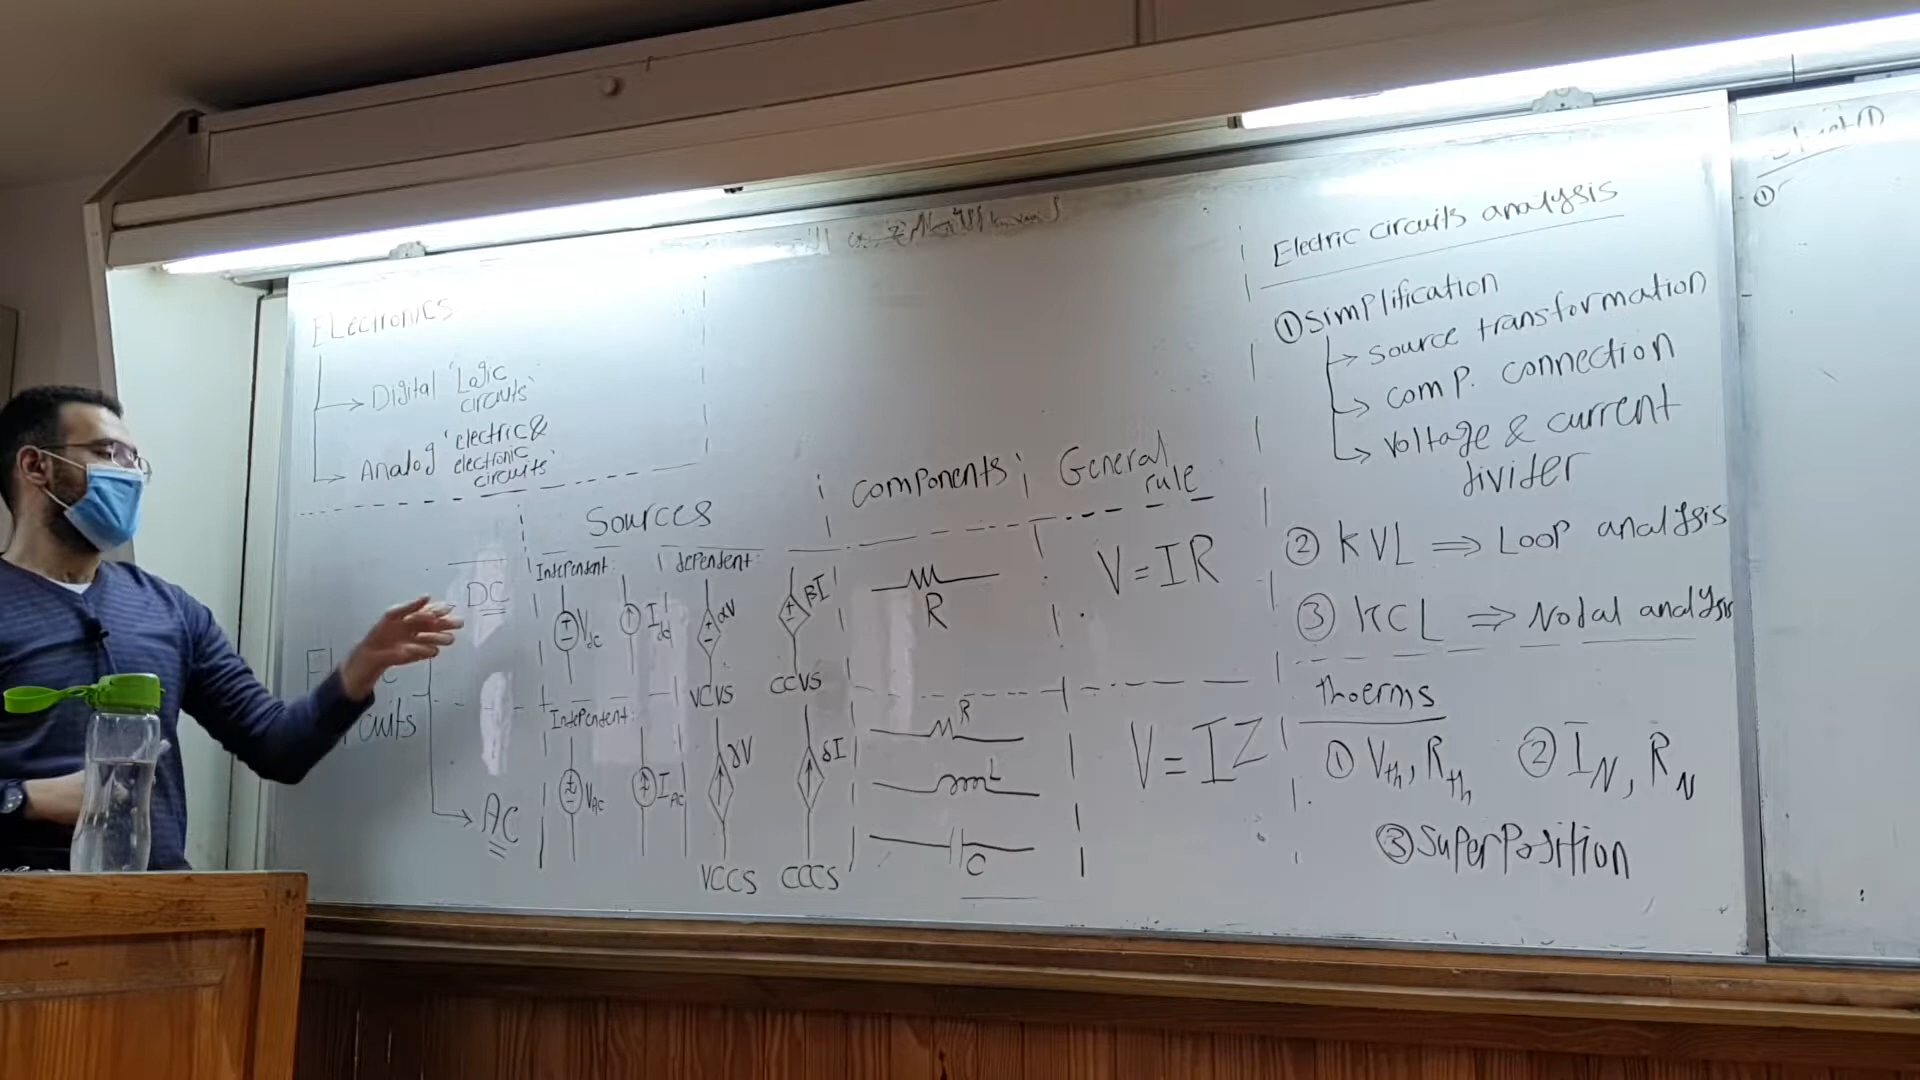 ELectronics
Digital 'Logic
circuits'
Analog 'electric &
electronic
circuits'
Sources
components
General
rule
DC
Independent:
dependent:
Vdc
αV
βI
R
V=IR
VCVS
CCVS
Independent:
AC
VAC
IAC
γV
δI
R
L
C
V=IZ
VCCS
CCCS
Electric circuits analysis
① Simplification
source transformation
comp. connection
voltage & current
divider
② KVL ⇒ Loop analysis
③ KCL ⇒ Nodal analysis
thoerms
① Vth, Rth
② IN, RN
③ superposition
①